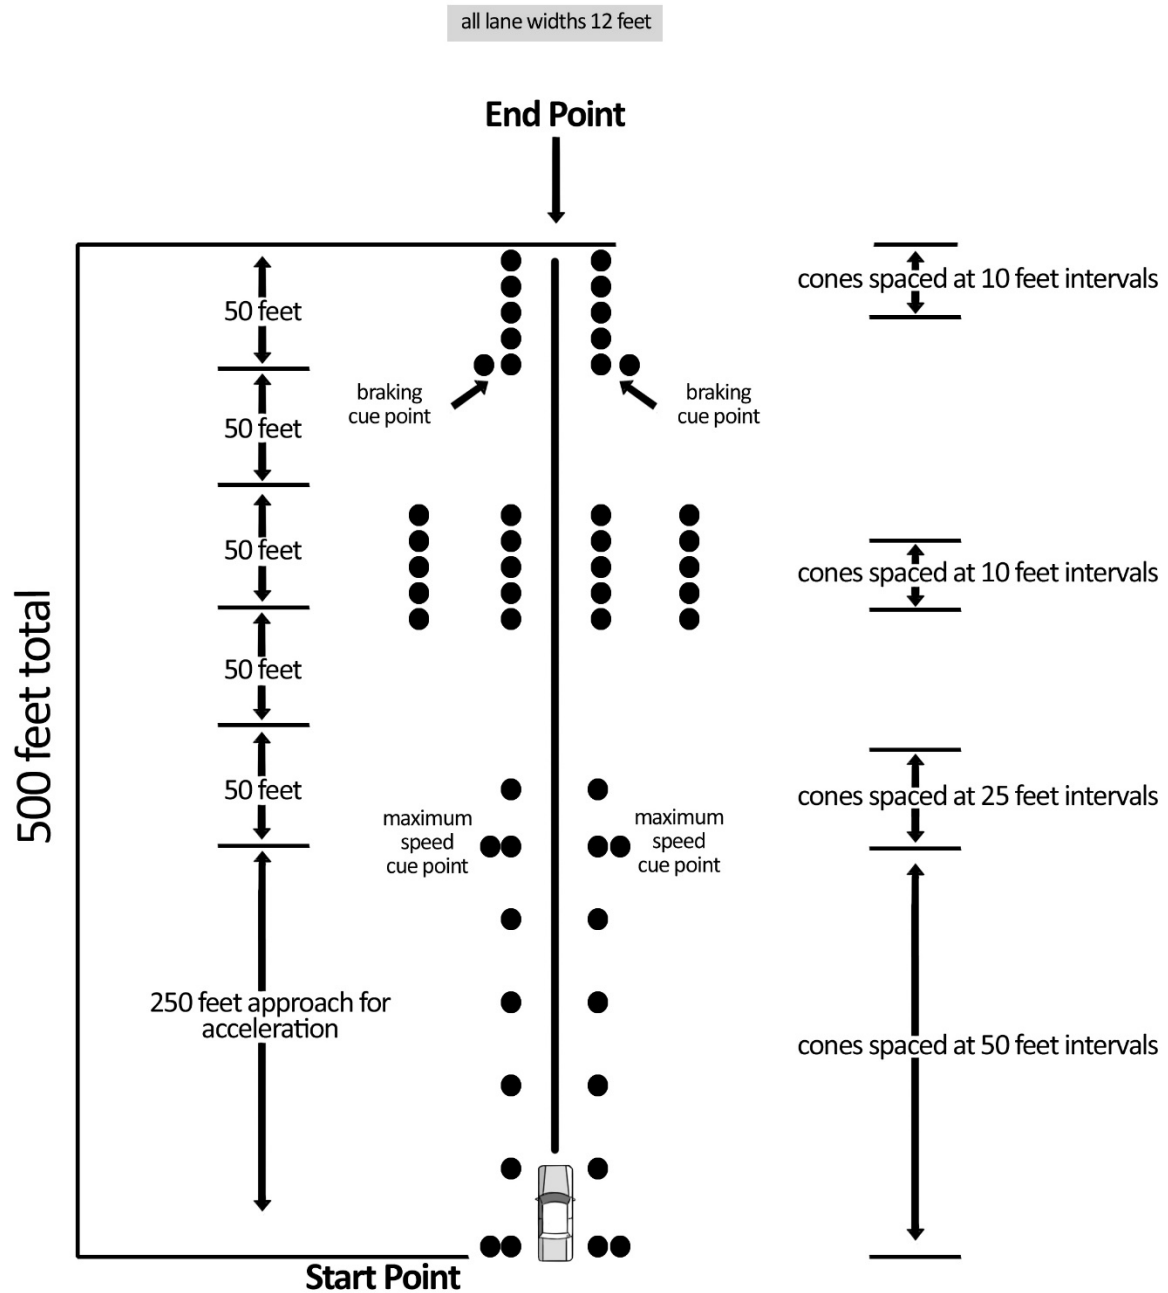 all lane widths 12 feet
End Point
cones spaced at 10 feet intervals
50 feet
braking
cue point
braking
cue point
50 feet
50 feet
cones spaced at 10 feet intervals
500 feet total
50 feet
50 feet
cones spaced at 25 feet intervals
maximum
speed
cue point
maximum
speed
cue point
250 feet approach for
acceleration
cones spaced at 50 feet intervals
Start Point